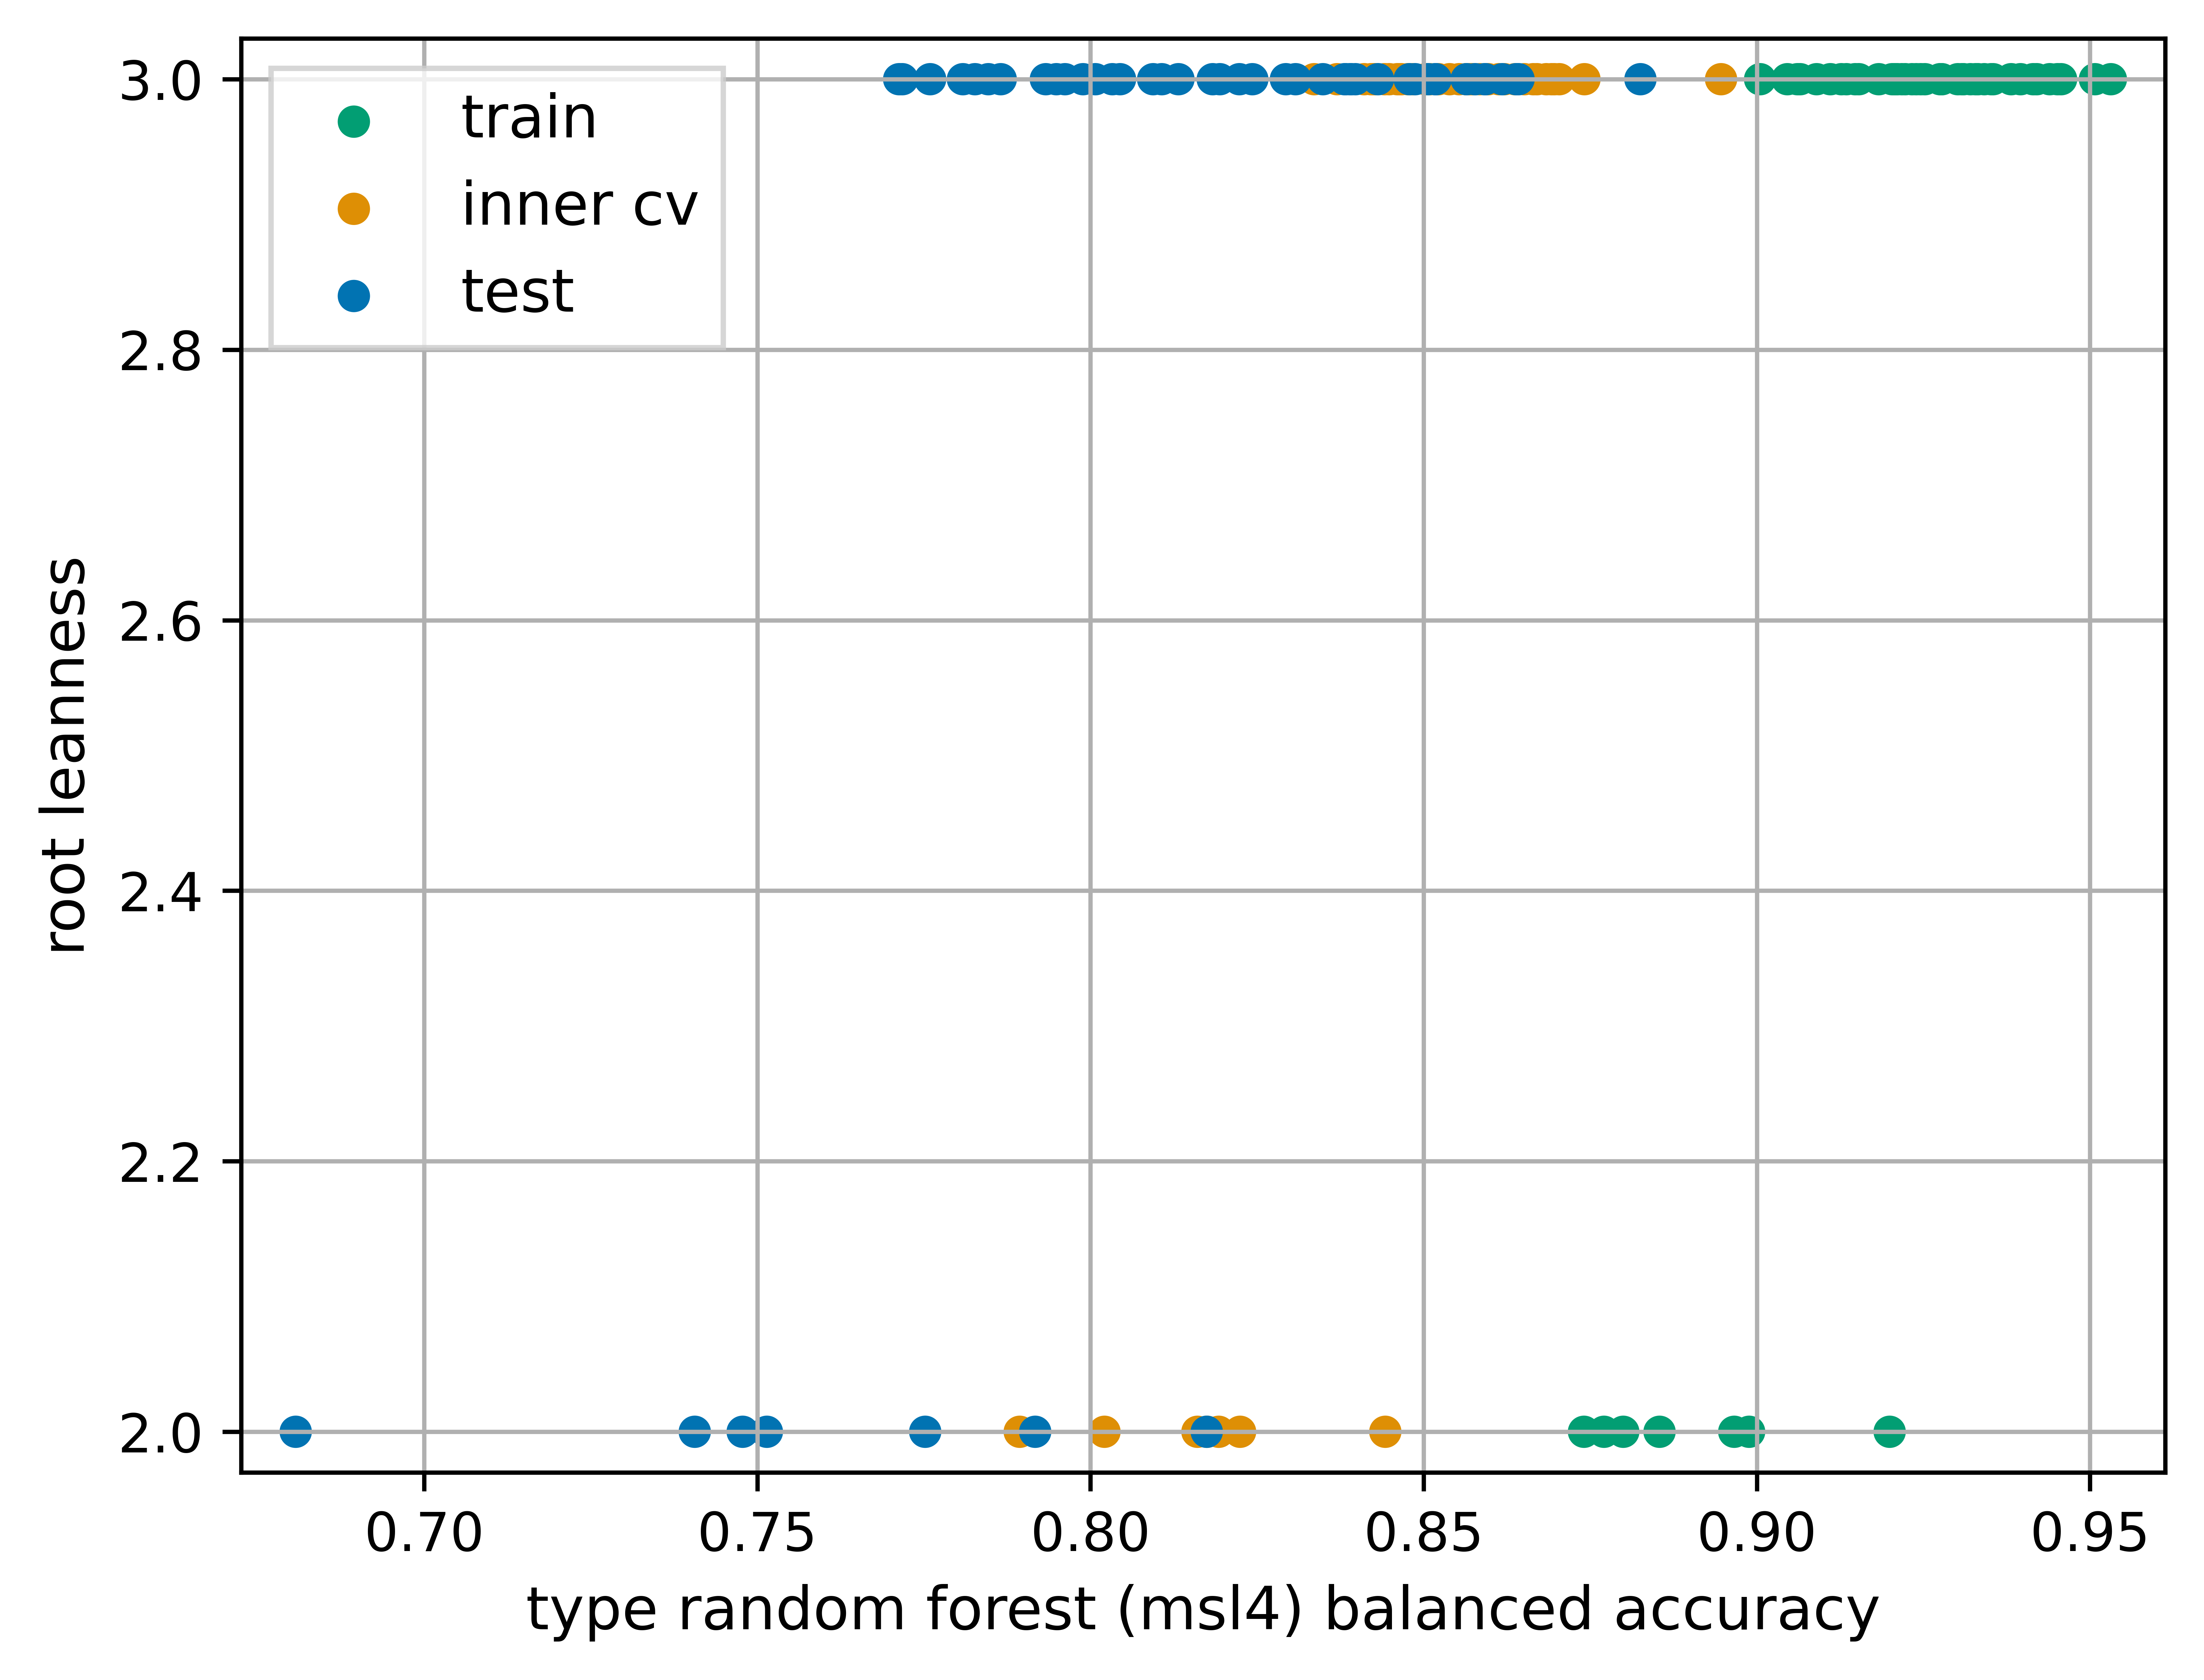 train
inner cv
test
3.0
2.8
2.6
2.4
2.2
2.0
root leanness
0.70 0.75 0.80 0.85 0.90 0.95
type random forest (msl4) balanced accuracy